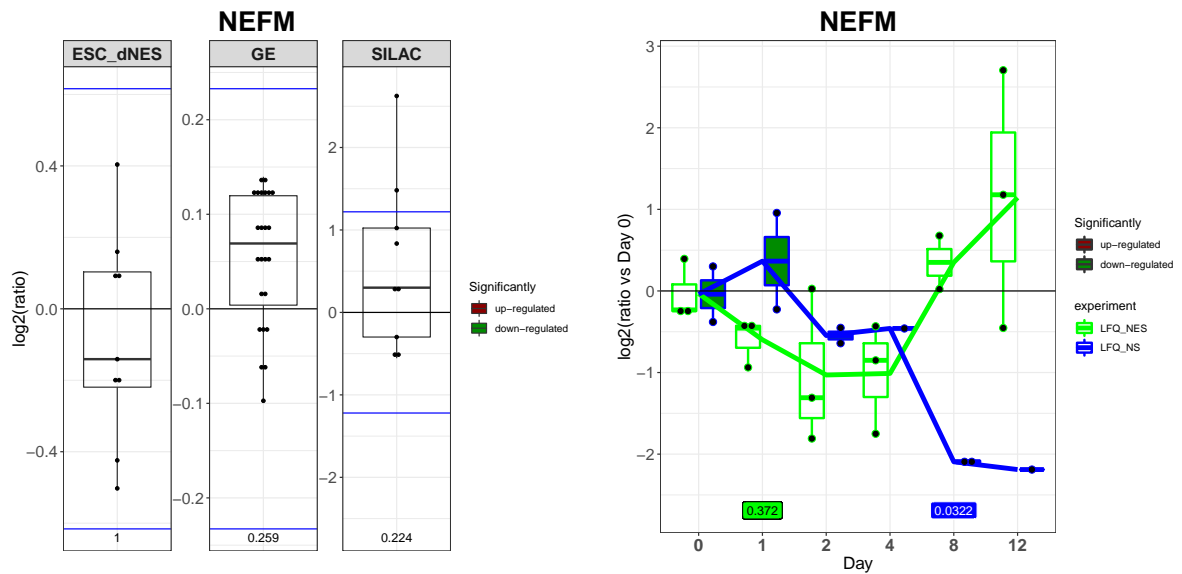 NEFM
ESC_dNES
GE
SILAC
log2(ratio)
0.4
0.0
−0.4
0.2
0.1
0.0
−0.1
−0.2
2
1
0
−1
−2
1
0.259
0.224
Significantly
up−regulated
down−regulated
NEFM
log2(ratio vs Day 0)
3
2
1
0
−1
−2
0.372
0.0322
0
1
2
4
8
12
Day
Significantly
up−regulated
down−regulated
experiment
LFQ_NES
LFQ_NS